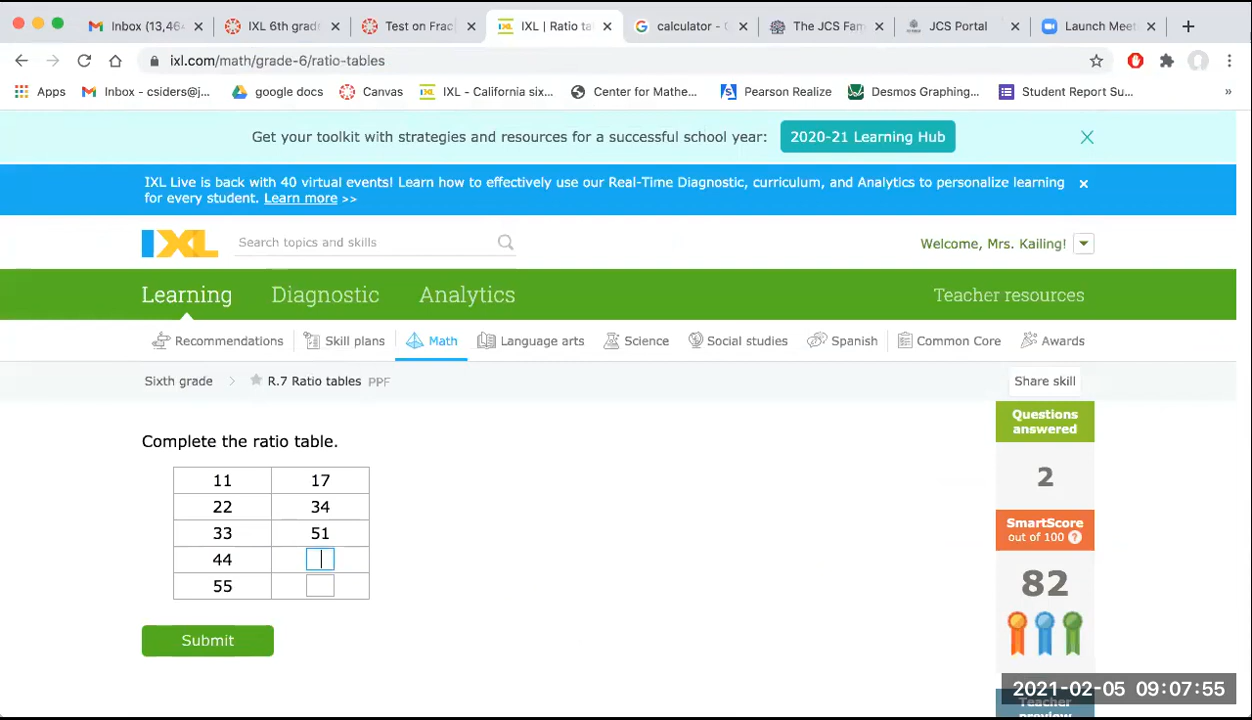 Inbox (13,46
IXL 6th grad
Test on Frac
IXL | Ratio ta
calculator - G
The JCS Fam
JCS Portal
Launch Meet
ixl.com/math/grade-6/ratio-tables
Apps
Inbox - csiders@j...
google docs
Canvas
IXL - California six...
Center for Mathe...
Pearson Realize
Desmos Graphing...
Student Report Su...
»
Get your toolkit with strategies and resources for a successful school year:
2020-21 Learning Hub
IXL Live is back with 40 virtual events! Learn how to effectively use our Real-Time Diagnostic, curriculum, and Analytics to personalize learning
for every student. Learn more >>
IXL
Search topics and skills
Welcome, Mrs. Kailing!
Learning
Diagnostic
Analytics
Teacher resources
Recommendations
Skill plans
Math
Language arts
Science
Social studies
Spanish
Common Core
Awards
Sixth grade
R.7 Ratio tables PPF
Share skill
Questions
answered
2
SmartScore
out of 100 ?
82
Complete the ratio table.
11 17
22 34
33 51
44
55
Submit
2021-02-05 09:07:55
Teacher
preview